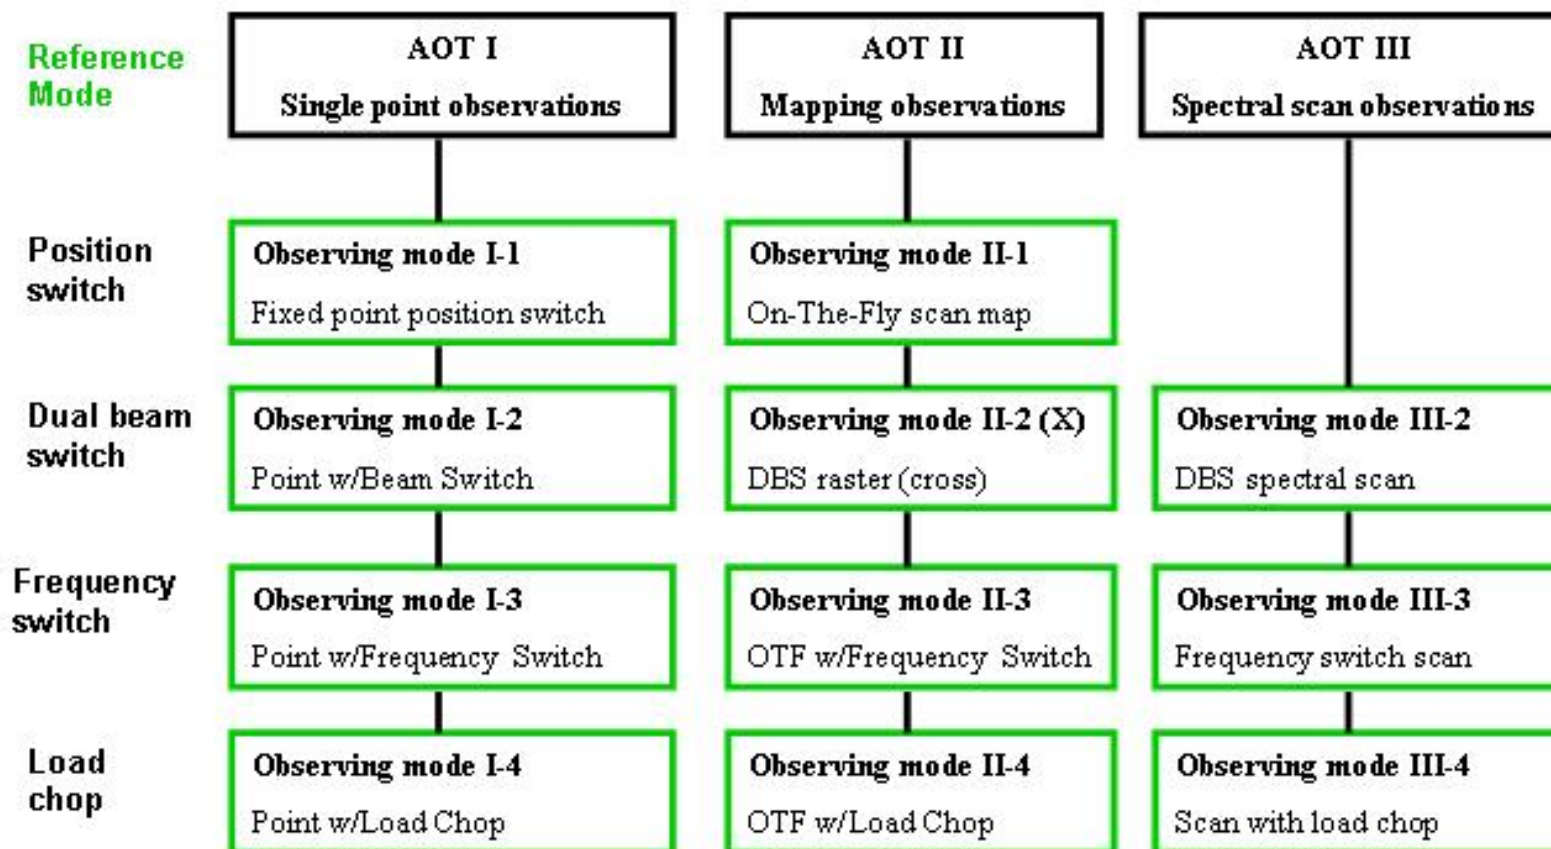 Reference
Mode
AOT I
Single point observations
AOT II
Mapping observations
AOT III
Spectral scan observations
Position
switch
Observing mode I-1
Fixed point position switch
Observing mode II-1
On-The-Fly scan map
Dual beam
switch
Observing mode I-2
Point w/Beam Switch
Observing mode II-2 (X)
DBS raster (cross)
Observing mode III-2
DBS spectral scan
Frequency
switch
Observing mode I-3
Point w/Frequency Switch
Observing mode II-3
OTF w/Frequency Switch
Observing mode III-3
Frequency switch scan
Load
chop
Observing mode I-4
Point w/Load Chop
Observing mode II-4
OTF w/Load Chop
Observing mode III-4
Scan with load chop